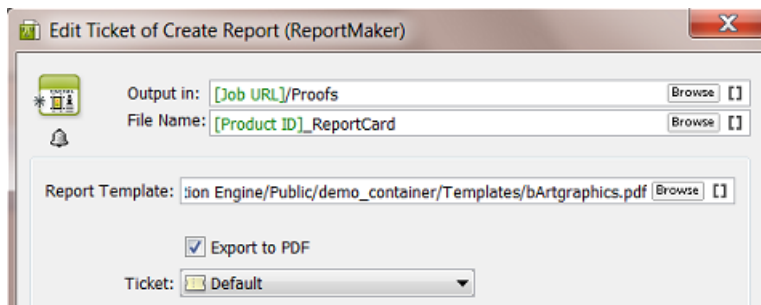 Edit Ticket of Create Report (ReportMaker)
Output in: [Job URL]/Proofs Browse []
File Name: [Product ID]_ReportCard Browse []
Report Template: tion Engine/Public/demo_container/Templates/bArtgraphics.pdf Browse []
Export to PDF
Ticket: Default